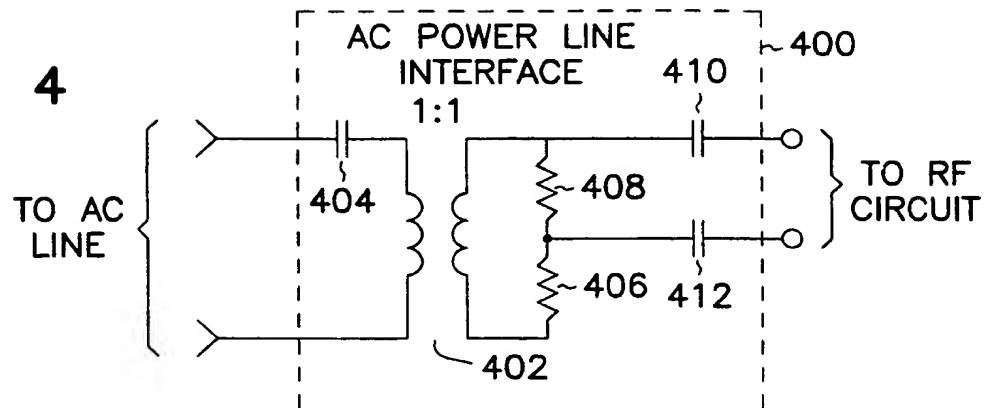 4
AC POWER LINE
INTERFACE
1:1
400
410
404
408
TO AC
LINE
TO RF
CIRCUIT
406
412
402